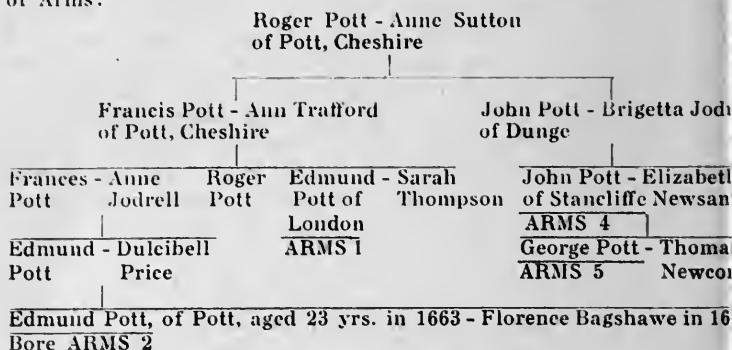 of Arms.
Roger Pott - Anne Sutton
of Pott, Cheshire
Francis Pott - Ann Trafford
of Pott, Cheshire
John Pott - Brigetta
of Dunge
Frances - Anne Roger Edmund - Sarah John Pott -
Pott Jodrell Pott Pott of Thompson of Stancliffe
London ARMS 4
Edmund - Dulcibell ARMS 1 George Pott -
Pott Price ARMS 5
Edmund Pott, of Pott, aged 23 yrs. in 1663 - Florence Bagshawe in
Bore ARMS 2